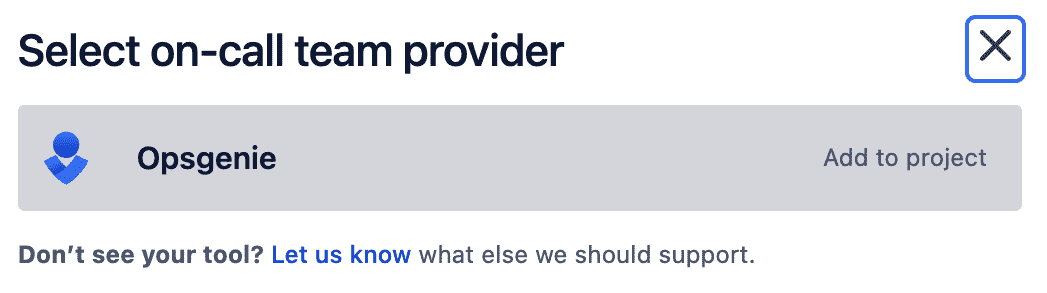 Select on-call team provider
Opsgenie Add to project
Don’t see your tool? Let us know what else we should support.